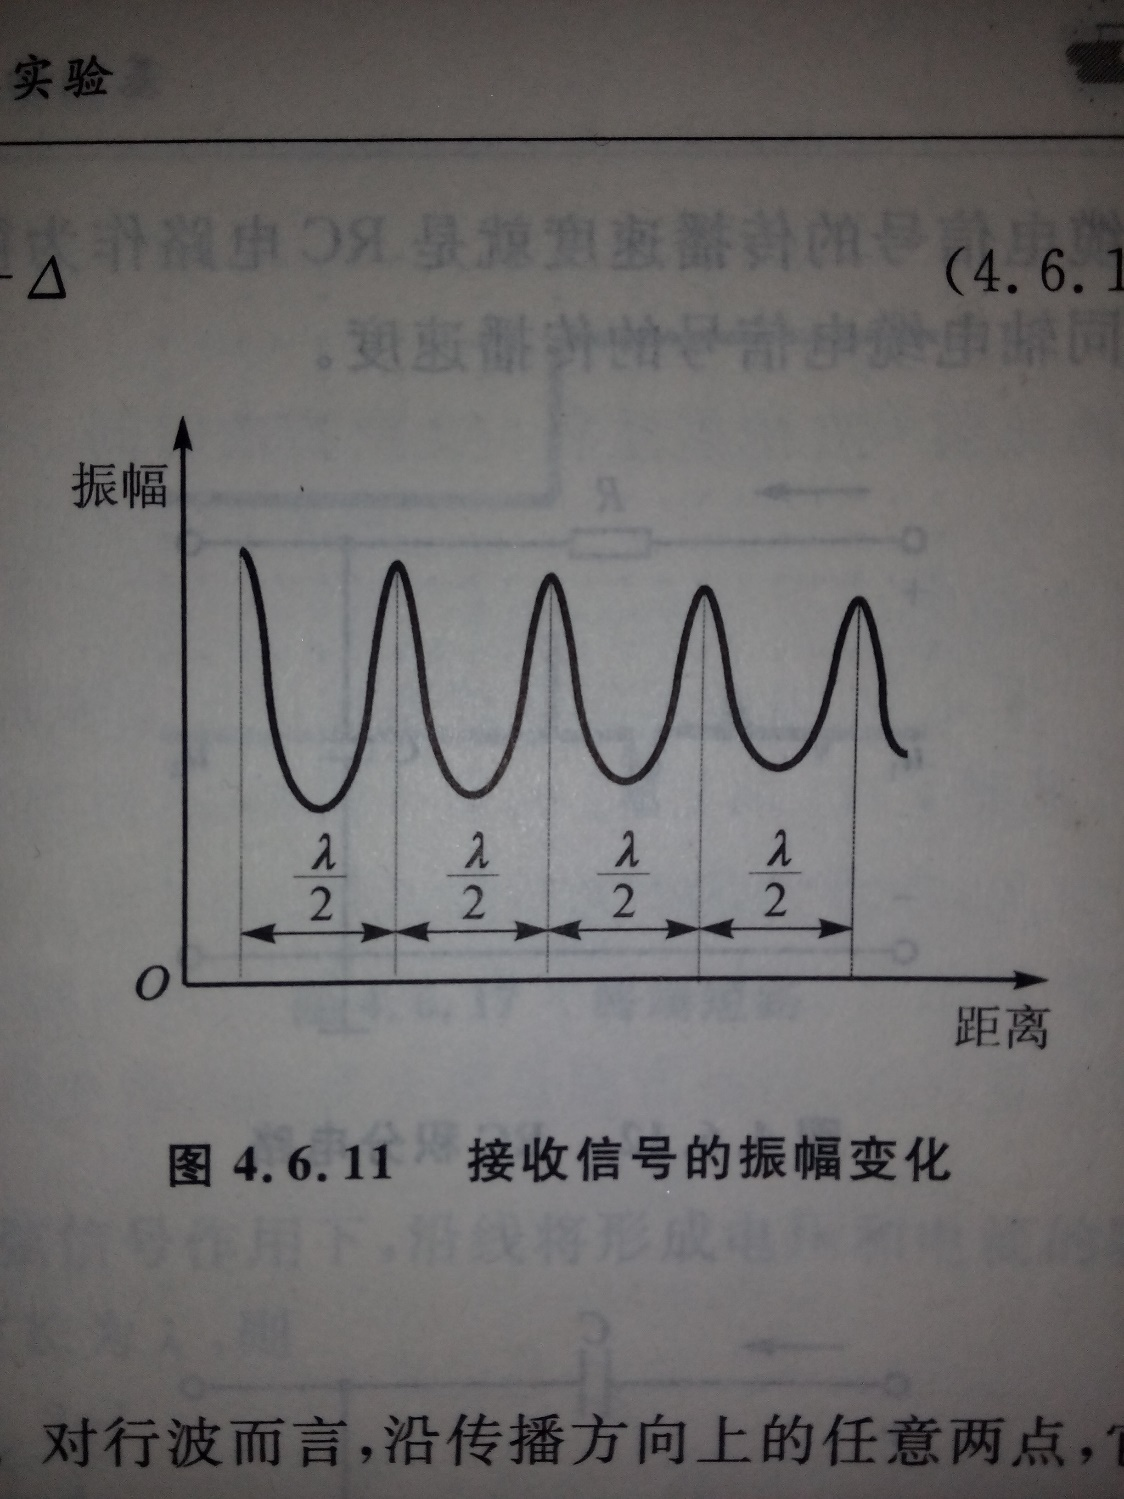 实验
- Δ (4.6.1
振幅
λ/2 λ/2 λ/2 λ/2
O
距离
图 4.6.11 接收信号的振幅变化
对行波而言,沿传播方向上的任意两点,